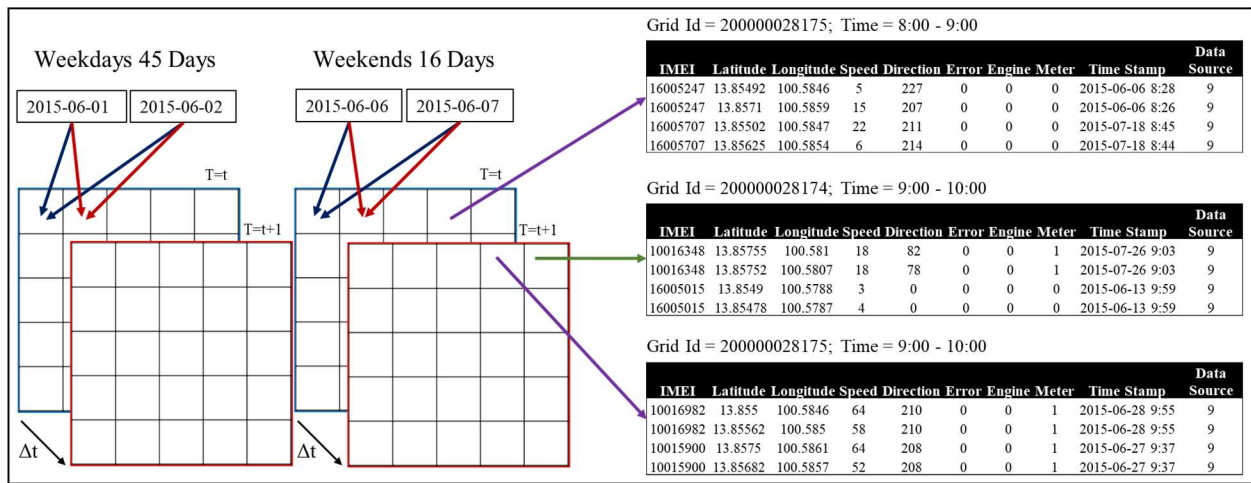 Weekdays 45 Days
Weekends 16 Days
2015-06-01
2015-06-02
2015-06-06
2015-06-07
T=t
T=t
T=t+1
T=t+1
Δt
Δt
Grid Id = 200000028175; Time = 8:00 - 9:00
IMEI Latitude Longitude Speed Direction Error Engine Meter Time Stamp Data Source
16005247 13.85492 100.5846 5 227 0 0 0 2015-06-06 8:28 9
16005247 13.8571 100.5859 15 207 0 0 0 2015-06-06 8:26 9
16005707 13.85502 100.5847 22 211 0 0 0 2015-07-18 8:45 9
16005707 13.85625 100.5854 6 214 0 0 0 2015-07-18 8:44 9
Grid Id = 200000028174; Time = 9:00 - 10:00
IMEI Latitude Longitude Speed Direction Error Engine Meter Time Stamp Data Source
10016348 13.85755 100.581 18 82 0 0 1 2015-07-26 9:03 9
10016348 13.85752 100.5807 18 78 0 0 1 2015-07-26 9:03 9
16005015 13.8549 100.5788 3 0 0 0 0 2015-06-13 9:59 9
16005015 13.85478 100.5787 4 0 0 0 0 2015-06-13 9:59 9
Grid Id = 200000028175; Time = 9:00 - 10:00
IMEI Latitude Longitude Speed Direction Error Engine Meter Time Stamp Data Source
10016982 13.855 100.5846 64 210 0 0 1 2015-06-28 9:55 9
10016982 13.85562 100.585 58 210 0 0 1 2015-06-28 9:55 9
10015900 13.8575 100.5861 64 208 0 0 1 2015-06-27 9:37 9
10015900 13.85682 100.5857 52 208 0 0 1 2015-06-27 9:37 9